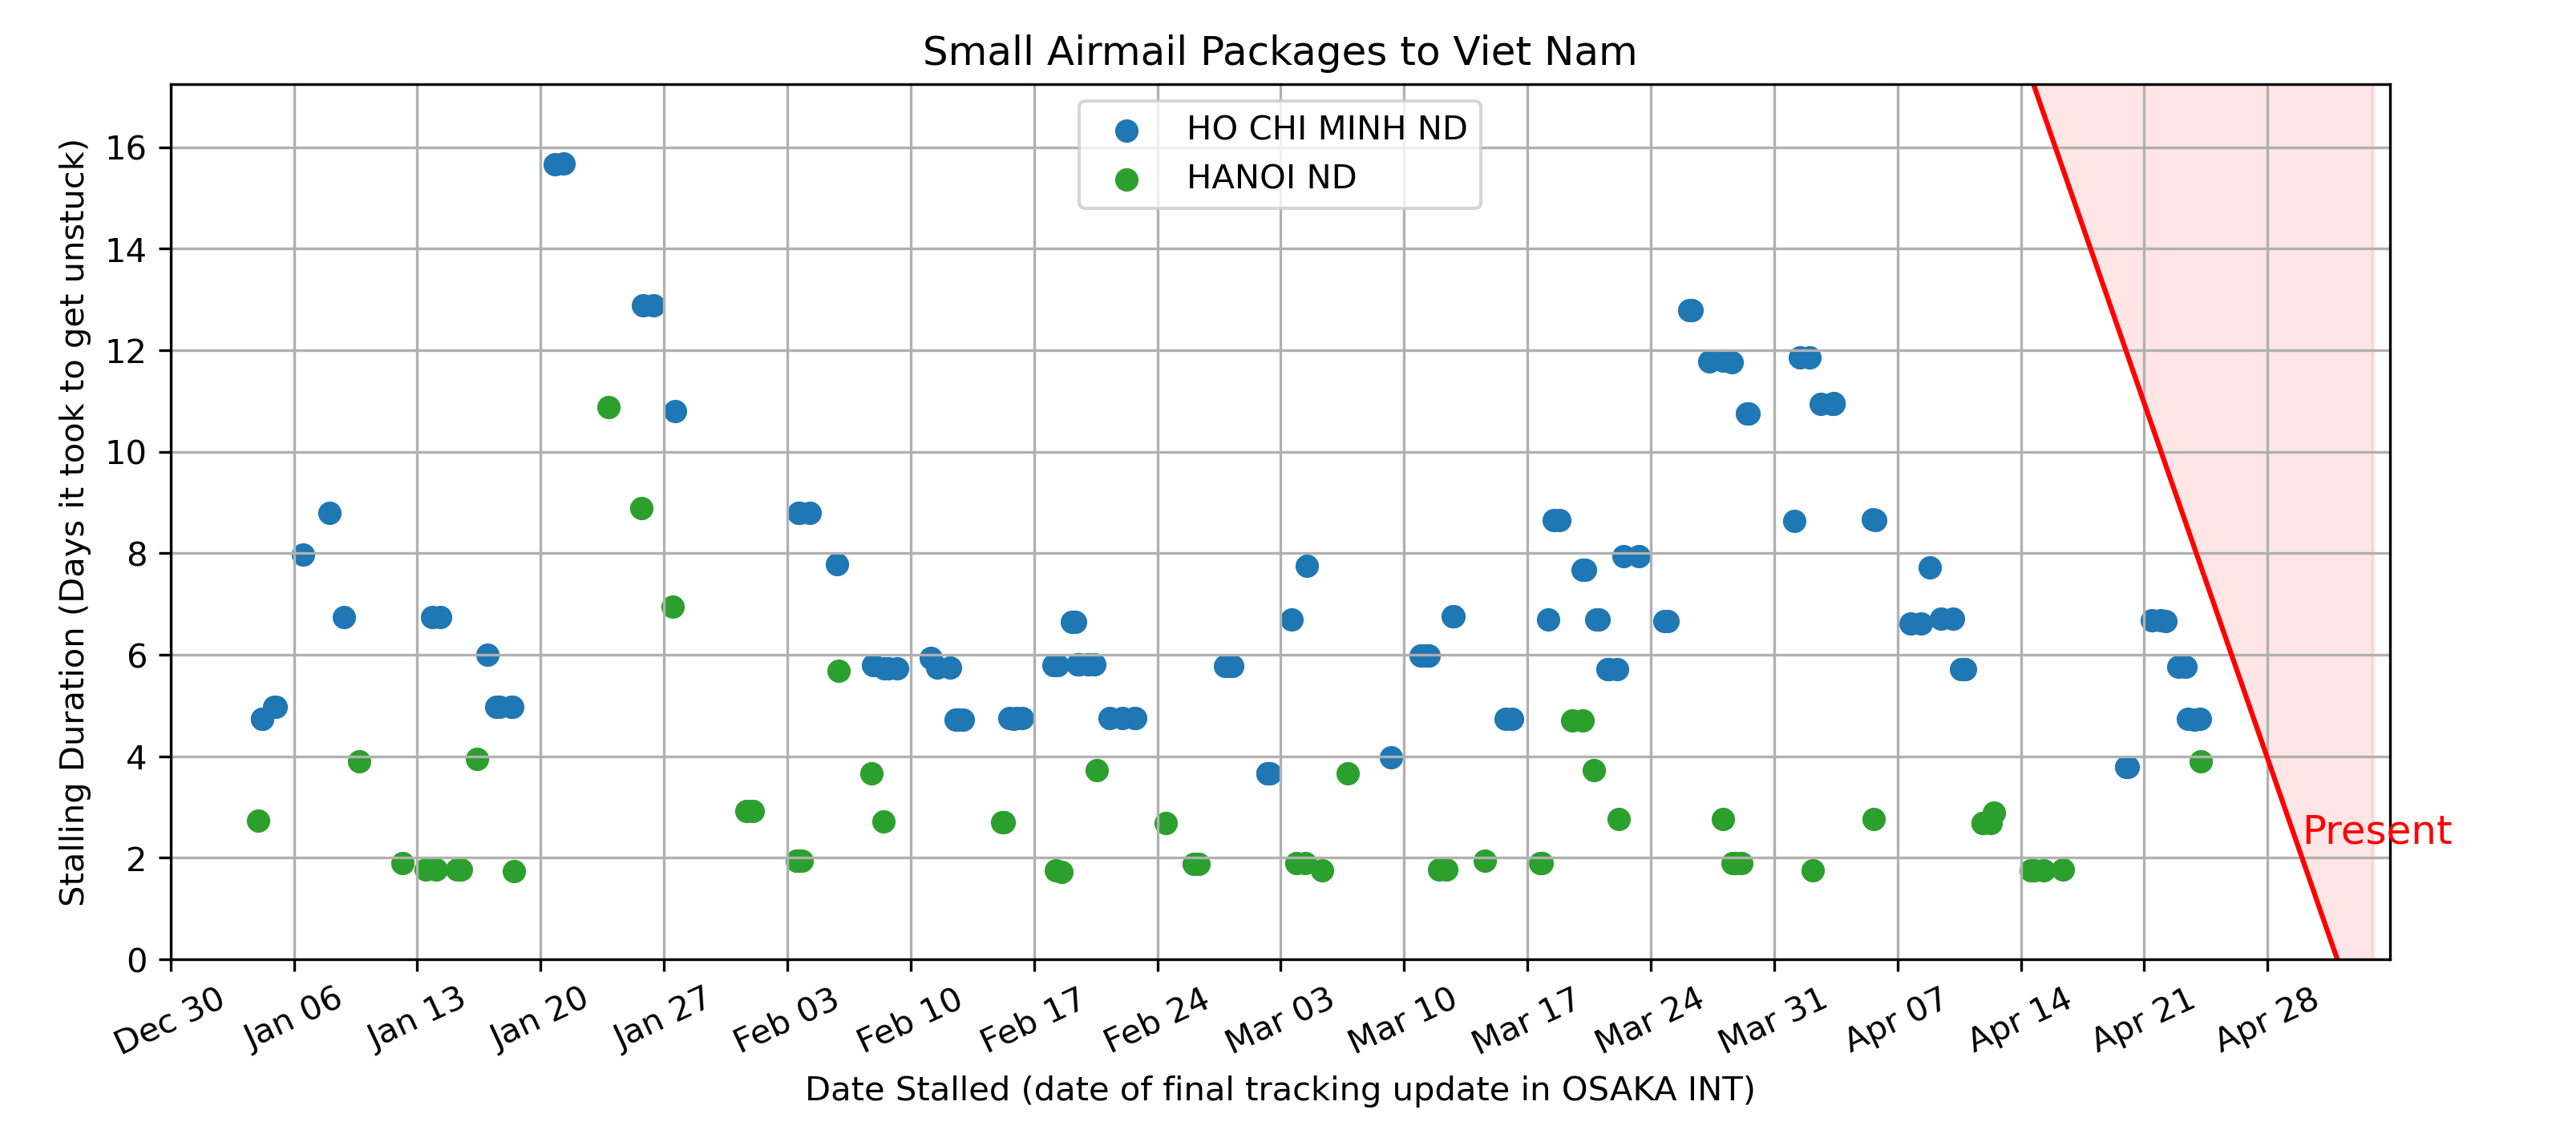 Small Airmail Packages to Viet Nam
HO CHI MINH ND
HANOI ND
Stalling Duration (Days it took to get unstuck)
16
14
12
10
8
6
4
2
0
Present
Dec 30 Jan 06 Jan 13 Jan 20 Jan 27 Feb 03 Feb 10 Feb 17 Feb 24 Mar 03 Mar 10 Mar 17 Mar 24 Mar 31 Apr 07 Apr 14 Apr 21 Apr 28
Date Stalled (date of final tracking update in OSAKA INT)